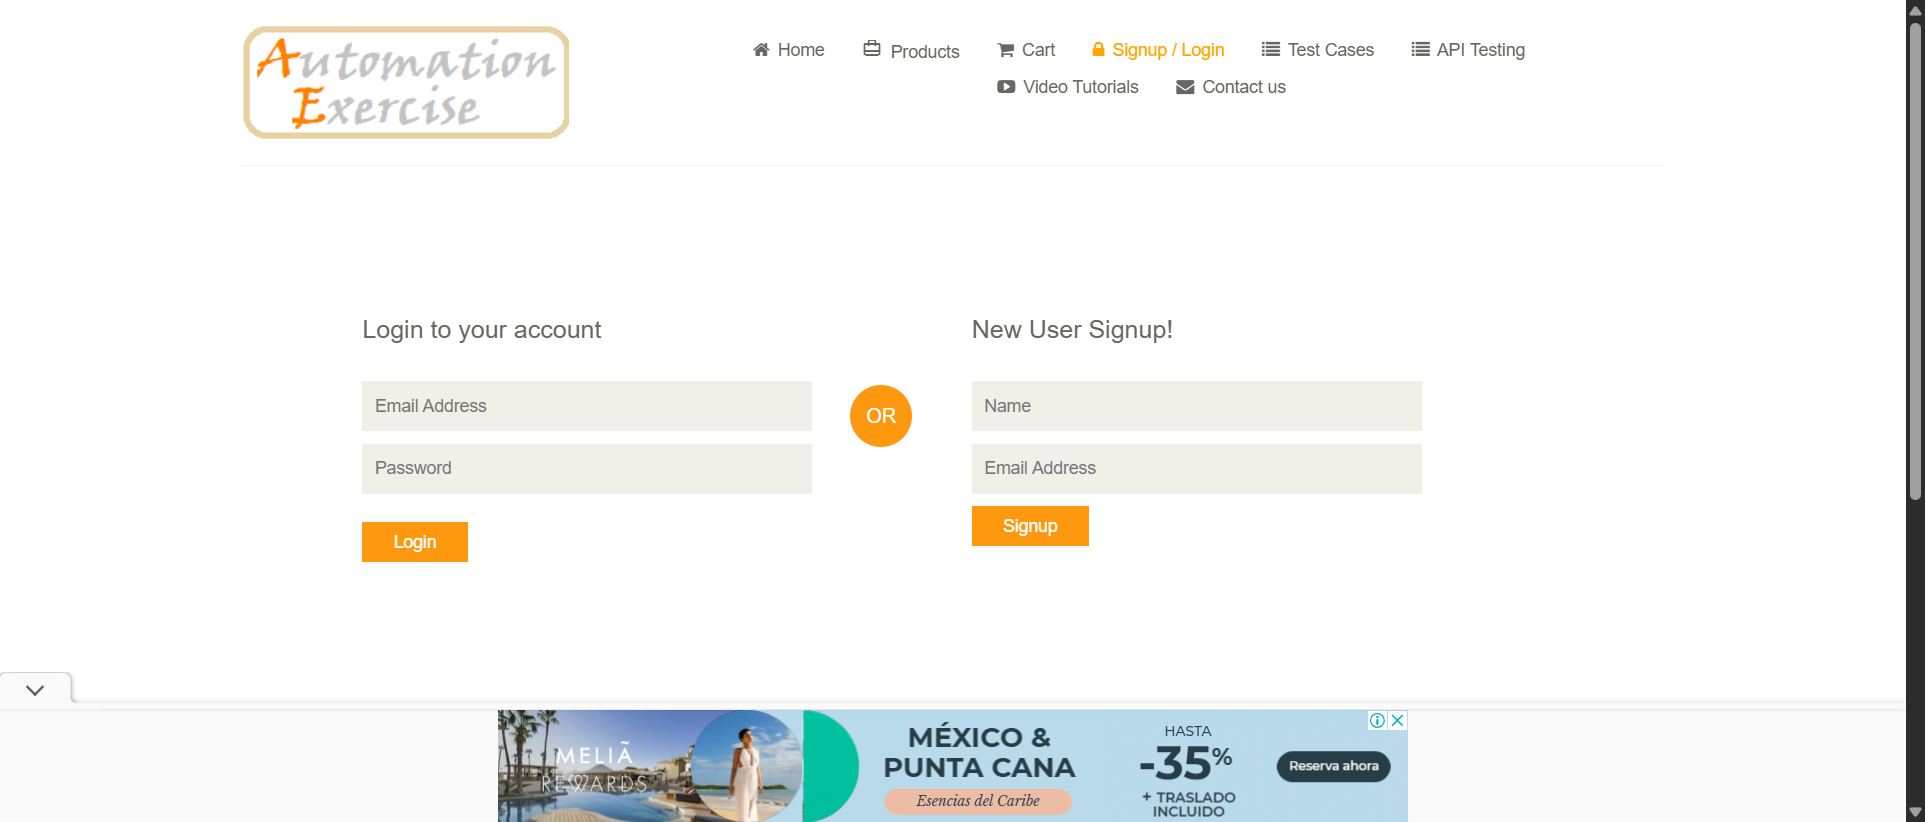 Automation
Exercise
Home
Products
Cart
Signup / Login
Test Cases
API Testing
Video Tutorials
Contact us
Login to your account
Email Address
Password
Login
OR
New User Signup!
Name
Email Address
Signup
MELIÃ
REWARDS
MÉXICO &
PUNTA CANA
Esencias del Caribe
HASTA
-35%
+ TRASLADO
INCLUIDO
Reserva ahora